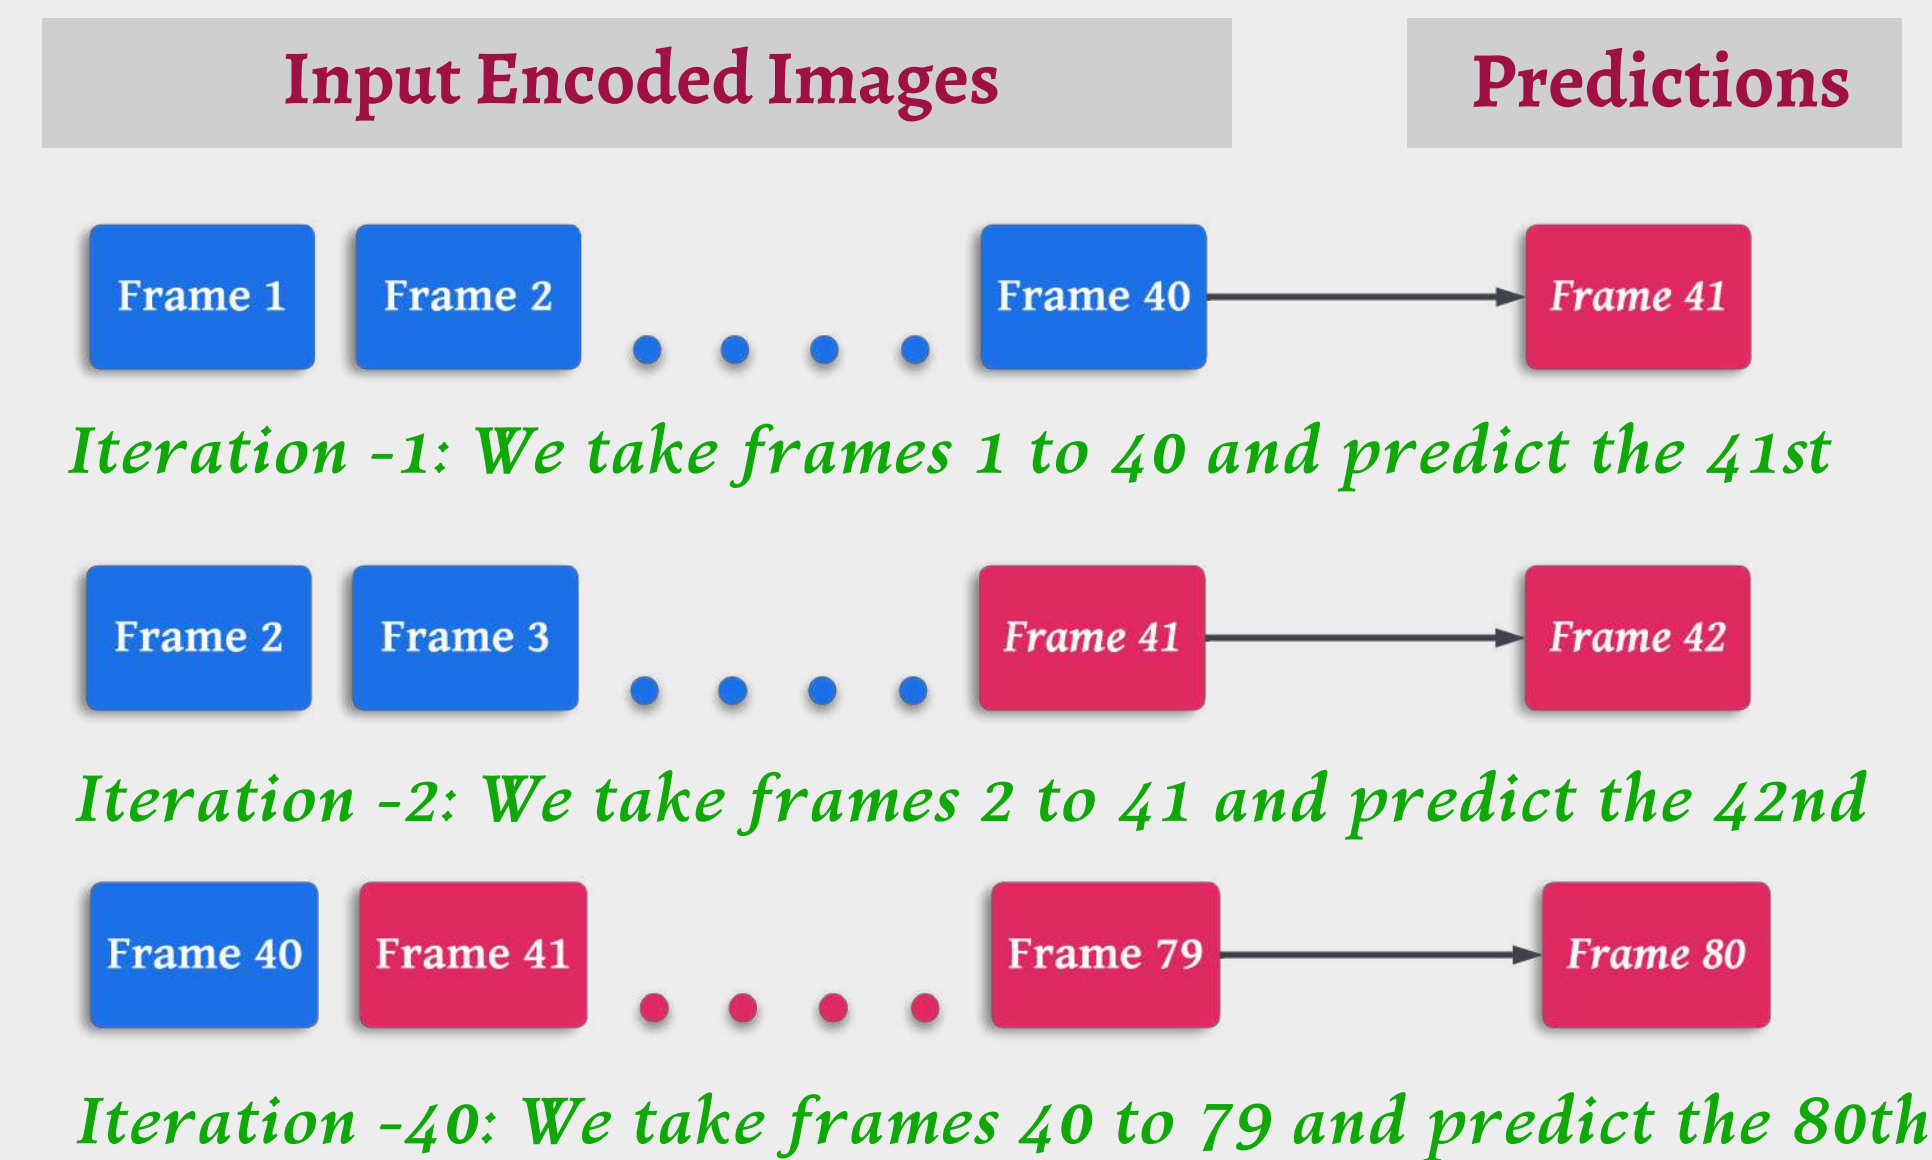 Input Encoded Images
Predictions
Frame 1
Frame 2
Frame 40
Frame 41
Iteration -1: We take frames 1 to 40 and predict the 41st
Frame 2
Frame 3
Frame 41
Frame 42
Iteration -2: We take frames 2 to 41 and predict the 42nd
Frame 40
Frame 41
Frame 79
Frame 80
Iteration -40: We take frames 40 to 79 and predict the 80th